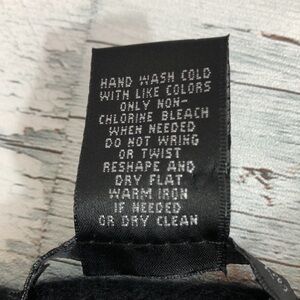 HAND WASH COLD
WITH LIKE COLORS
ONLY NON-
CHLORINE BLEACH
WHEN NEEDED
DO NOT WRING
OR TWIST
RESHAPE AND
DRY FLAT
WARM IRON
IF NEEDED
OR DRY CLEAN